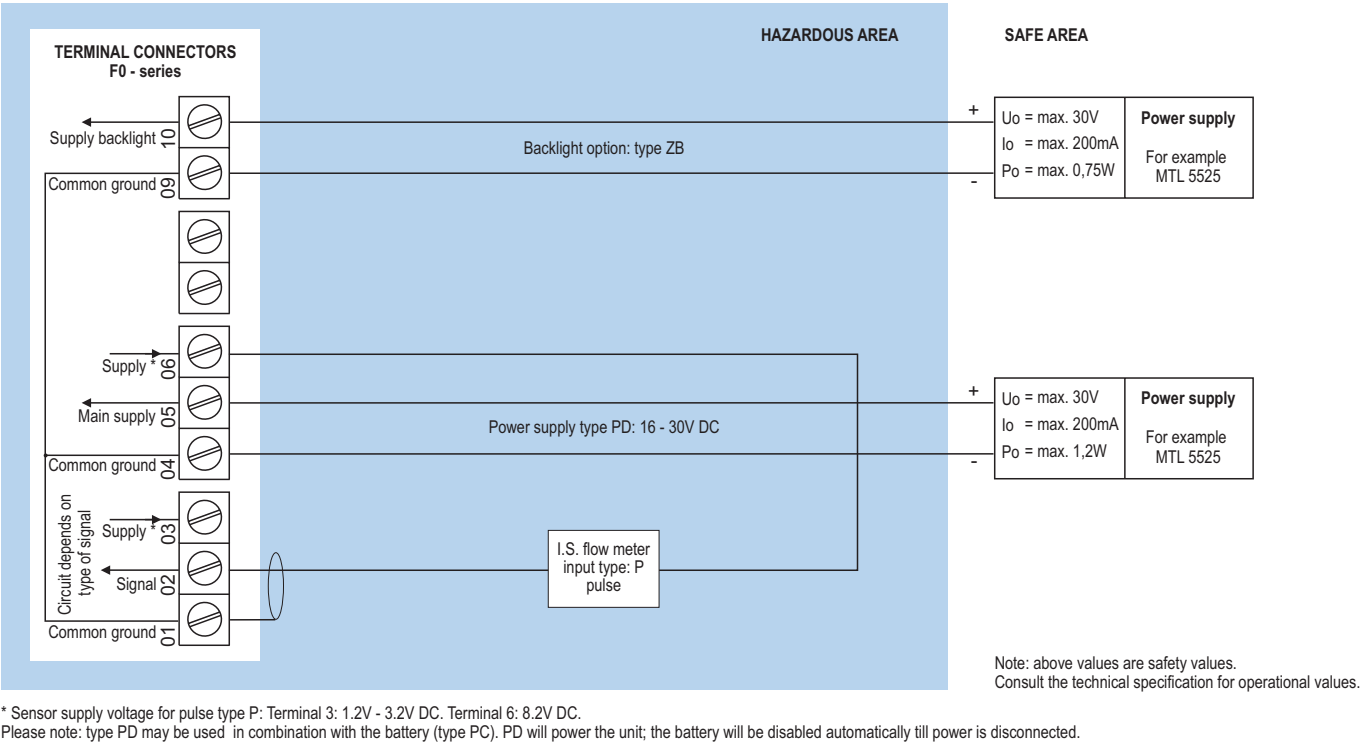 HAZARDOUS AREA
SAFE AREA
TERMINAL CONNECTORS
F0 - series
Supply backlight
10
Common ground
09
Backlight option: type ZB
+
-
Uo = max. 30V
Io = max. 200mA
Po = max. 0,75W
Power supply
For example
MTL 5525
Supply *
06
Main supply
05
Common ground
04
Power supply type PD: 16 - 30V DC
+
-
Uo = max. 30V
Io = max. 200mA
Po = max. 1,2W
Power supply
For example
MTL 5525
Circuit depends on
type of signal
Supply *
03
Signal
02
Common ground
01
I.S. flow meter
input type: P
pulse
Note: above values are safety values.
Consult the technical specification for operational values.
* Sensor supply voltage for pulse type P: Terminal 3: 1.2V - 3.2V DC. Terminal 6: 8.2V DC.
Please note: type PD may be used in combination with the battery (type PC). PD will power the unit; the battery will be disabled automatically till power is disconnected.